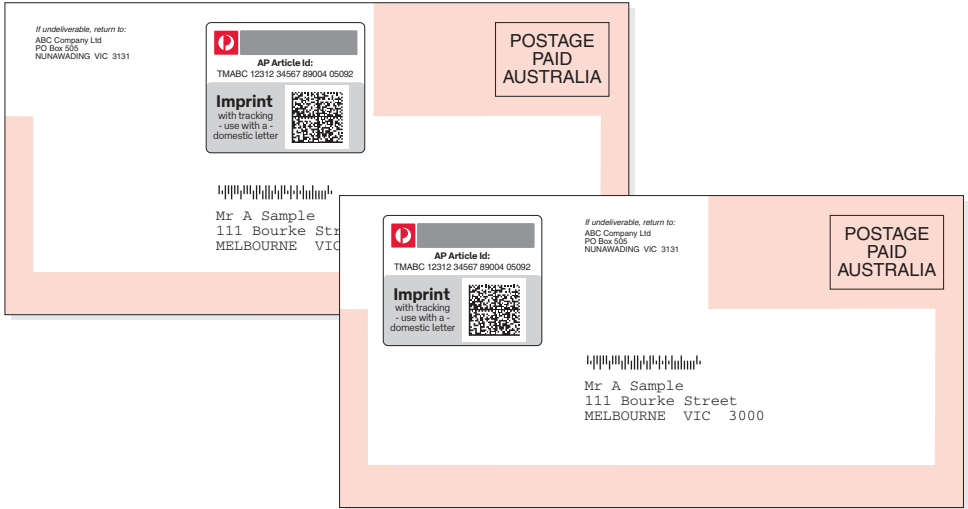 If undeliverable, return to:
ABC Company Ltd
PO Box 505
NUNAWADING VIC 3131
AP Article Id:
TMABC 12312 34567 89004 05092
Imprint
with tracking
- use with a -
domestic letter
POSTAGE
PAID
AUSTRALIA
Mr A Sample
111 Bourke Str
MELBOURNE VIC
AP Article Id:
TMABC 12312 34567 89004 05092
Imprint
with tracking
- use with a -
domestic letter
If undeliverable, return to:
ABC Company Ltd
PO Box 505
NUNAWADING VIC 3131
POSTAGE
PAID
AUSTRALIA
Mr A Sample
111 Bourke Street
MELBOURNE VIC 3000